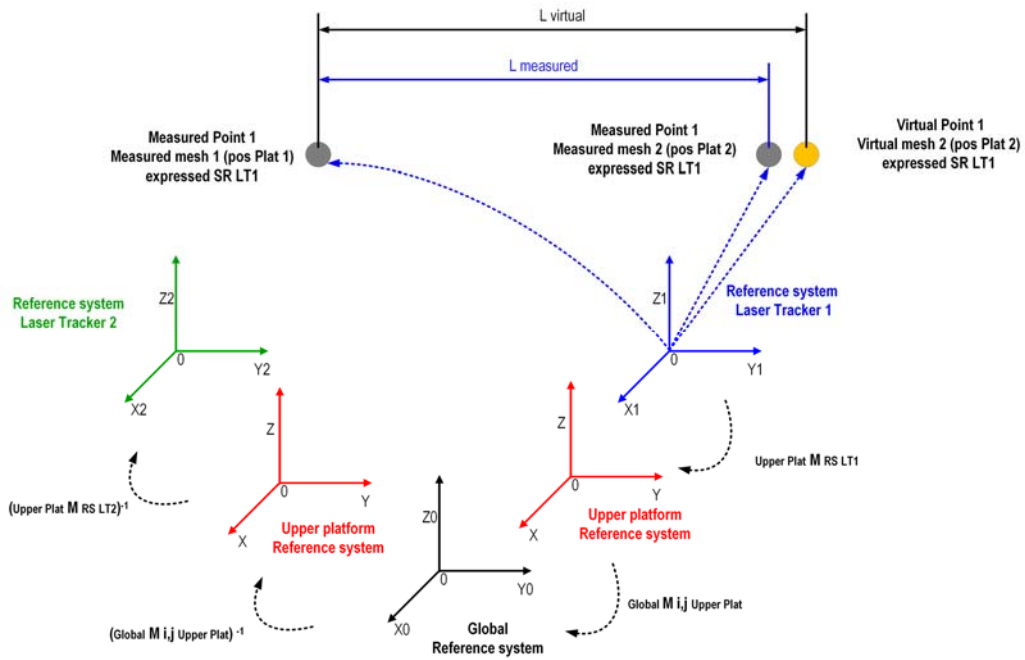 L virtual
L measured
Measured Point 1
Measured mesh 1 (pos Plat 1)
expressed SR LT1
Measured Point 1
Measured mesh 2 (pos Plat 2)
expressed SR LT1
Virtual Point 1
Virtual mesh 2 (pos Plat 2)
expressed SR LT1
Reference system
Laser Tracker 2
Z2
0
Y2
X2
Z1
0
Y1
X1
Reference system
Laser Tracker 1
Z
0
Y
X
Upper platform
Reference system
Z
0
Y
X
Upper platform
Reference system
Upper Plat M RS LT1
(Upper Plat M RS LT2)-1
Z0
0
Y0
X0
Global
Reference system
(Global M i,j Upper Plat) -1
Global M i,j Upper Plat